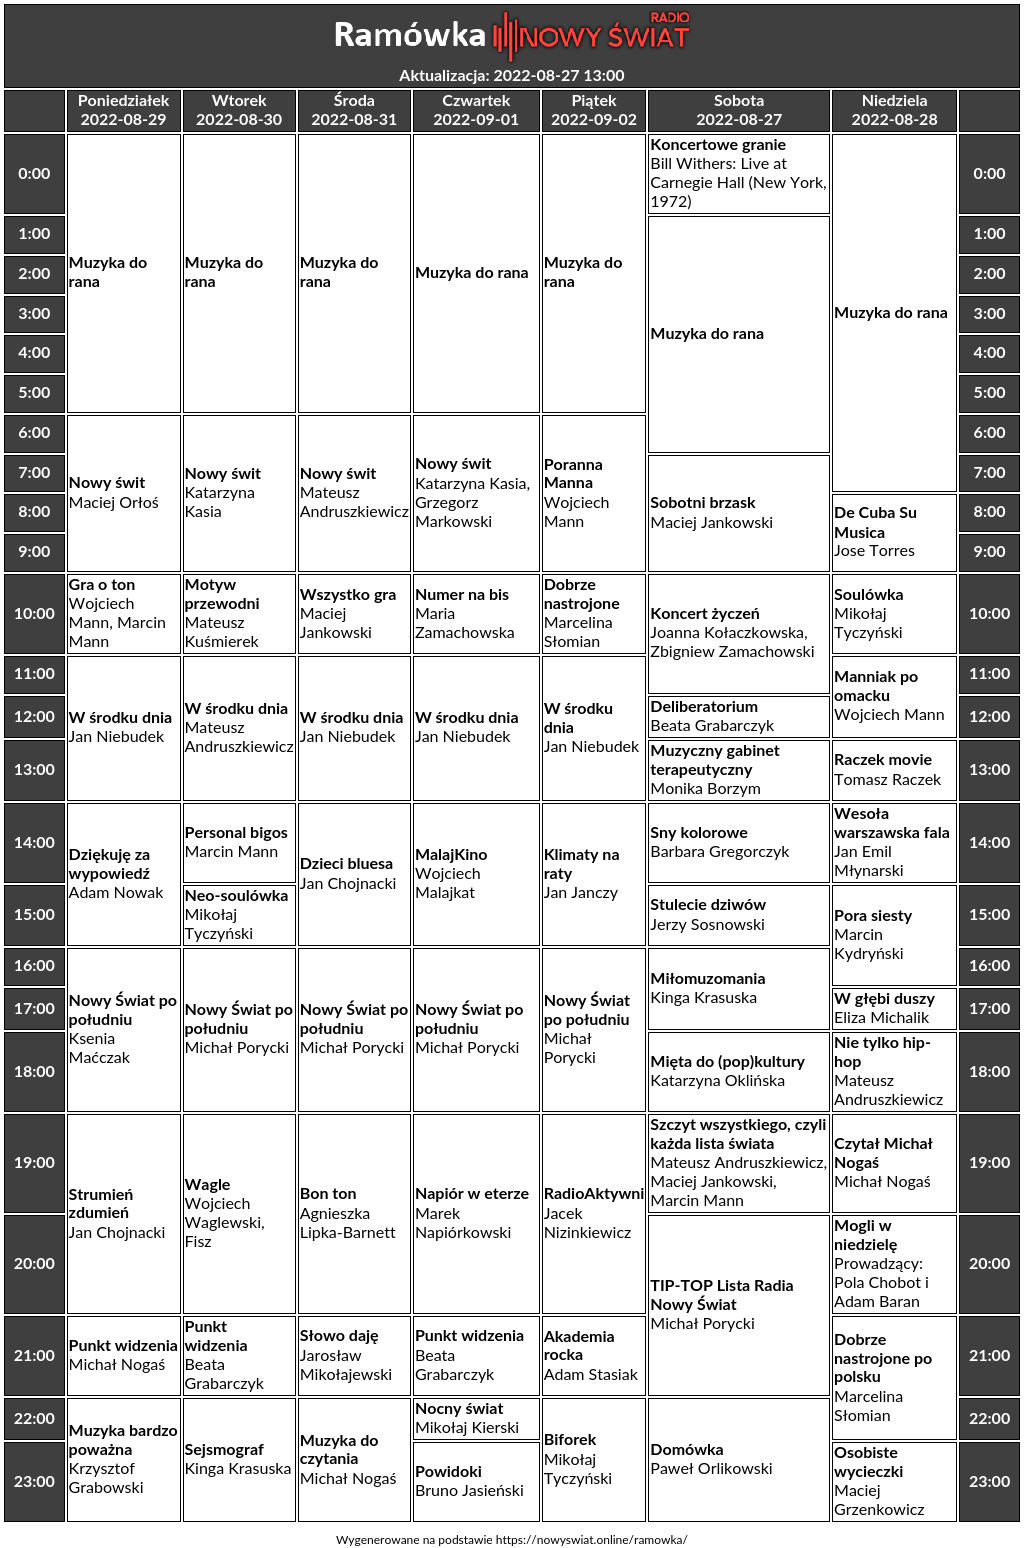 Ramówka RADIO NOWY ŚWIAT
Aktualizacja: 2022-08-27 13:00
Poniedziałek
2022-08-29
Wtorek
2022-08-30
Środa
2022-08-31
Czwartek
2022-09-01
Piątek
2022-09-02
Sobota
2022-08-27
Niedziela
2022-08-28
0:00
Muzyka do
rana
Muzyka do
rana
Muzyka do
rana
Muzyka do rana
Muzyka do
rana
Koncertowe granie
Bill Withers: Live at
Carnegie Hall (New York,
1972)
Muzyka do rana
0:00
1:00
Muzyka do rana
1:00
2:00
2:00
3:00
3:00
4:00
4:00
5:00
5:00
6:00
Nowy świt
Maciej Orłoś
Nowy świt
Katarzyna
Kasia
Nowy świt
Mateusz
Andruszkiewicz
Nowy świt
Katarzyna Kasia,
Grzegorz
Markowski
Poranna
Manna
Wojciech
Mann
6:00
7:00
Sobotni brzask
Maciej Jankowski
7:00
8:00
De Cuba Su
Musica
Jose Torres
8:00
9:00
9:00
10:00
Gra o ton
Wojciech
Mann, Marcin
Mann
Motyw
przewodni
Mateusz
Kuśmierek
Wszystko gra
Maciej
Jankowski
Numer na bis
Maria
Zamachowska
Dobrze
nastrojone
Marcelina
Słomian
Koncert życzeń
Joanna Kołaczkowska,
Zbigniew Zamachowski
Soulówka
Mikołaj
Tyczyński
10:00
11:00
W środku dnia
Jan Niebudek
W środku dnia
Mateusz
Andruszkiewicz
W środku dnia
Jan Niebudek
W środku dnia
Jan Niebudek
W środku
dnia
Jan Niebudek
Manniak po
omacku
Wojciech Mann
11:00
12:00
Deliberatorium
Beata Grabarczyk
12:00
13:00
Muzyczny gabinet
terapeutyczny
Monika Borzym
Raczek movie
Tomasz Raczek
13:00
14:00
Dziękuję za
wypowiedź
Adam Nowak
Personal bigos
Marcin Mann
Dzieci bluesa
Jan Chojnacki
MalajKino
Wojciech
Malajkat
Klimaty na
raty
Jan Janczy
Sny kolorowe
Barbara Gregorczyk
Wesoła
warszawska fala
Jan Emil
Młynarski
14:00
15:00
Neo-soulówka
Mikołaj
Tyczyński
Stulecie dziwów
Jerzy Sosnowski
Pora siesty
Marcin
Kydryński
15:00
16:00
Nowy Świat po
południu
Ksenia
Maćczak
Nowy Świat po
południu
Michał Porycki
Nowy Świat po
południu
Michał Porycki
Nowy Świat po
południu
Michał Porycki
Nowy Świat
po południu
Michał
Porycki
Miłomuzomania
Kinga Krasuska
16:00
17:00
W głębi duszy
Eliza Michalik
17:00
18:00
Mięta do (pop)kultury
Katarzyna Oklińska
Nie tylko hip-
hop
Mateusz
Andruszkiewicz
18:00
19:00
Strumień
zdumień
Jan Chojnacki
Wagle
Wojciech
Waglewski,
Fisz
Bon ton
Agnieszka
Lipka-Barnett
Napiór w eterze
Marek
Napiórkowski
RadioAktywni
Jacek
Nizinkiewicz
Szczyt wszystkiego, czyli
każda lista świata
Mateusz Andruszkiewicz,
Maciej Jankowski,
Marcin Mann
Czytał Michał
Nogaś
Michał Nogaś
19:00
20:00
TIP-TOP Lista Radia
Nowy Świat
Michał Porycki
Mogli w
niedzielę
Prowadzący:
Pola Chobot i
Adam Baran
20:00
21:00
Punkt widzenia
Michał Nogaś
Punkt
widzenia
Beata
Grabarczyk
Słowo daję
Jarosław
Mikołajewski
Punkt widzenia
Beata
Grabarczyk
Akademia
rocka
Adam Stasiak
Dobrze
nastrojone po
polsku
Marcelina
Słomian
21:00
22:00
Muzyka bardzo
poważna
Krzysztof
Grabowski
Sejsmograf
Kinga Krasuska
Muzyka do
czytania
Michał Nogaś
Nocny świat
Mikołaj Kierski
Biforek
Mikołaj
Tyczyński
Domówka
Paweł Orlikowski
22:00
23:00
Powidoki
Bruno Jasieński
Osobiste
wycieczki
Maciej
Grzenkowicz
23:00
Wygenerowane na podstawie https://nowyswiat.online/ramowka/